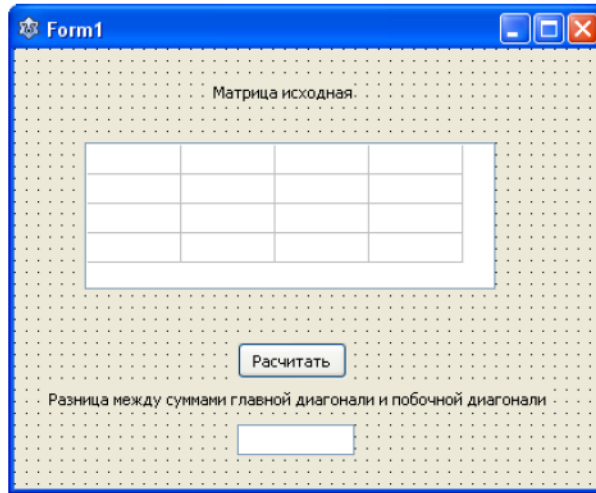 Form1
Матрица исходная
Расчитать
Разница между суммами главной диагонали и побочной диагонали